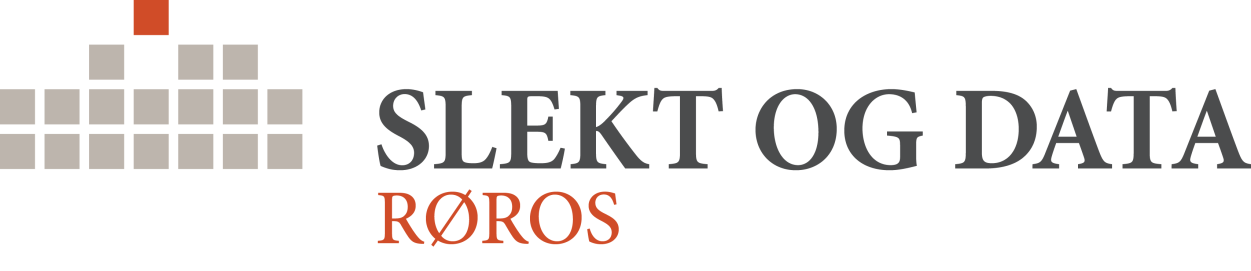 SLEKT OG DATA
RØROS